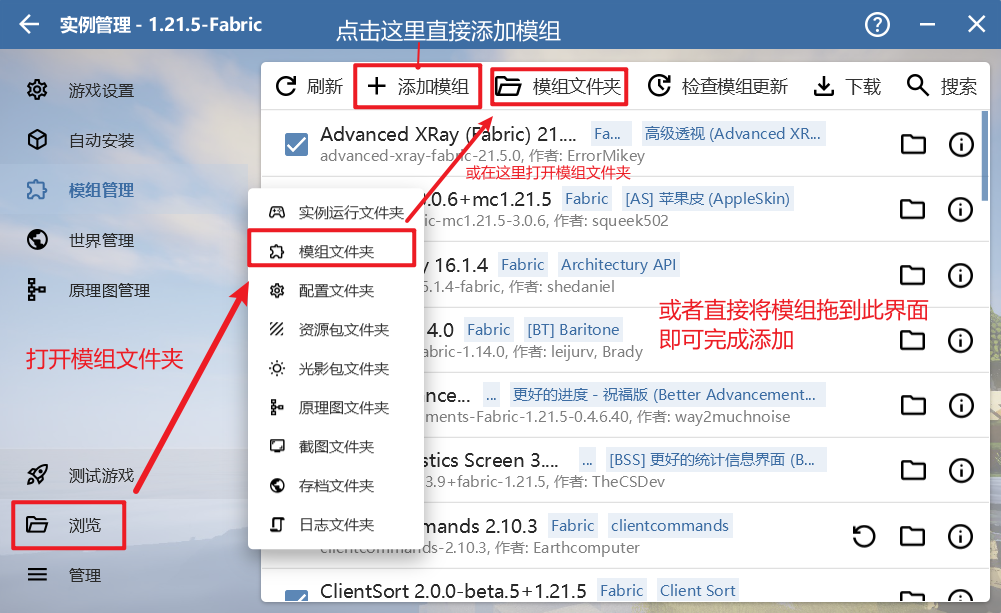 实例管理 - 1.21.5-Fabric
点击这里直接添加模组
游戏设置
自动安装
模组管理
世界管理
原理图管理
打开模组文件夹
测试游戏
浏览
管理
刷新
添加模组
模组文件夹
检查模组更新
下载
搜索
Advanced XRay (Fabric) 21.... Fa... 高级透视 (Advanced XR...
advanced-xray-fabric-21.5.0, 作者: ErrorMikey
或在这里打开模组文件夹
.0.6+mc1.21.5 Fabric [AS] 苹果皮 (AppleSkin)
ic-mc1.21.5-3.0.6, 作者: squeek502
y 16.1.4 Fabric Architectury API
6.1.4-fabric, 作者: shedaniel
或者直接将模组拖到此界面
即可完成添加
4.0 Fabric [BT] Baritone
abric-1.14.0, 作者: leijurv, Brady
nce... ... 更好的进度 - 祝福版 (Better Advancement...
ments-Fabric-1.21.5-0.4.6.40, 作者: way2muchnoise
stics Screen 3.... ... [BSS] 更好的统计信息界面 (B...
3.9+fabric-1.21.5, 作者: TheCSDev
mands 2.10.3 Fabric clientcommands
clientcommands-2.10.3, 作者: Earthcomputer
ClientSort 2.0.0-beta.5+1.21.5 Fabric Client Sort
实例运行文件夹
模组文件夹
配置文件夹
资源包文件夹
光影包文件夹
原理图文件夹
截图文件夹
存档文件夹
日志文件夹